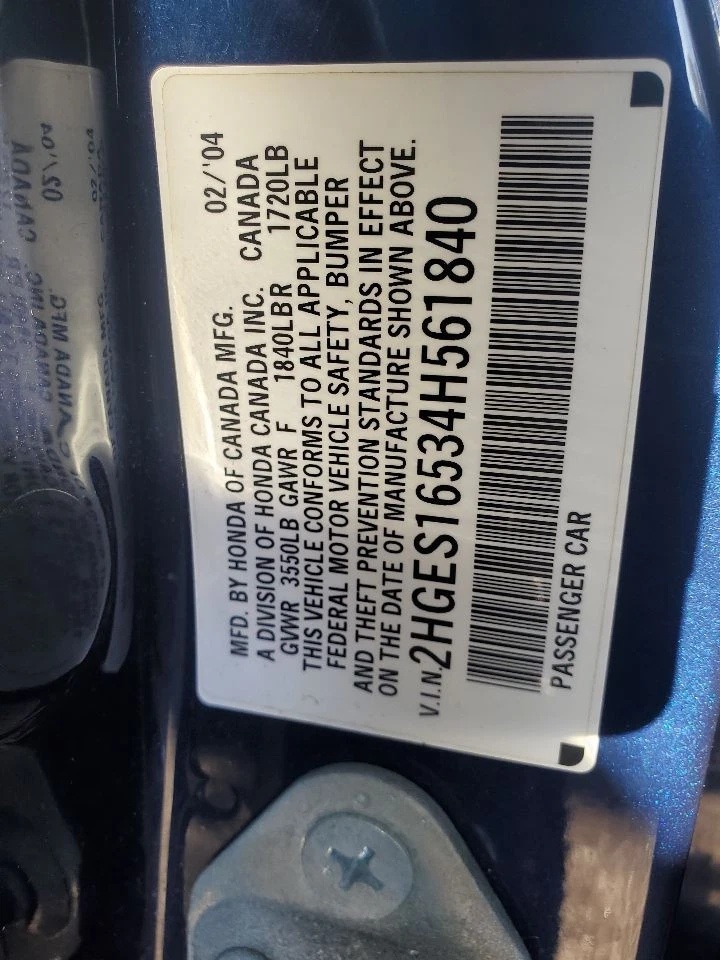 MFD. BY HONDA OF CANADA MFG. 02/'04
A DIVISION OF HONDA CANADA INC. CANADA
GVWR 3550LB GAWR F 1840LB R 1720LB
THIS VEHICLE CONFORMS TO ALL APPLICABLE
FEDERAL MOTOR VEHICLE SAFETY, BUMPER
AND THEFT PREVENTION STANDARDS IN EFFECT
ON THE DATE OF MANUFACTURE SHOWN ABOVE.
V.I.N. 2HGES16534H561840
PASSENGER CAR